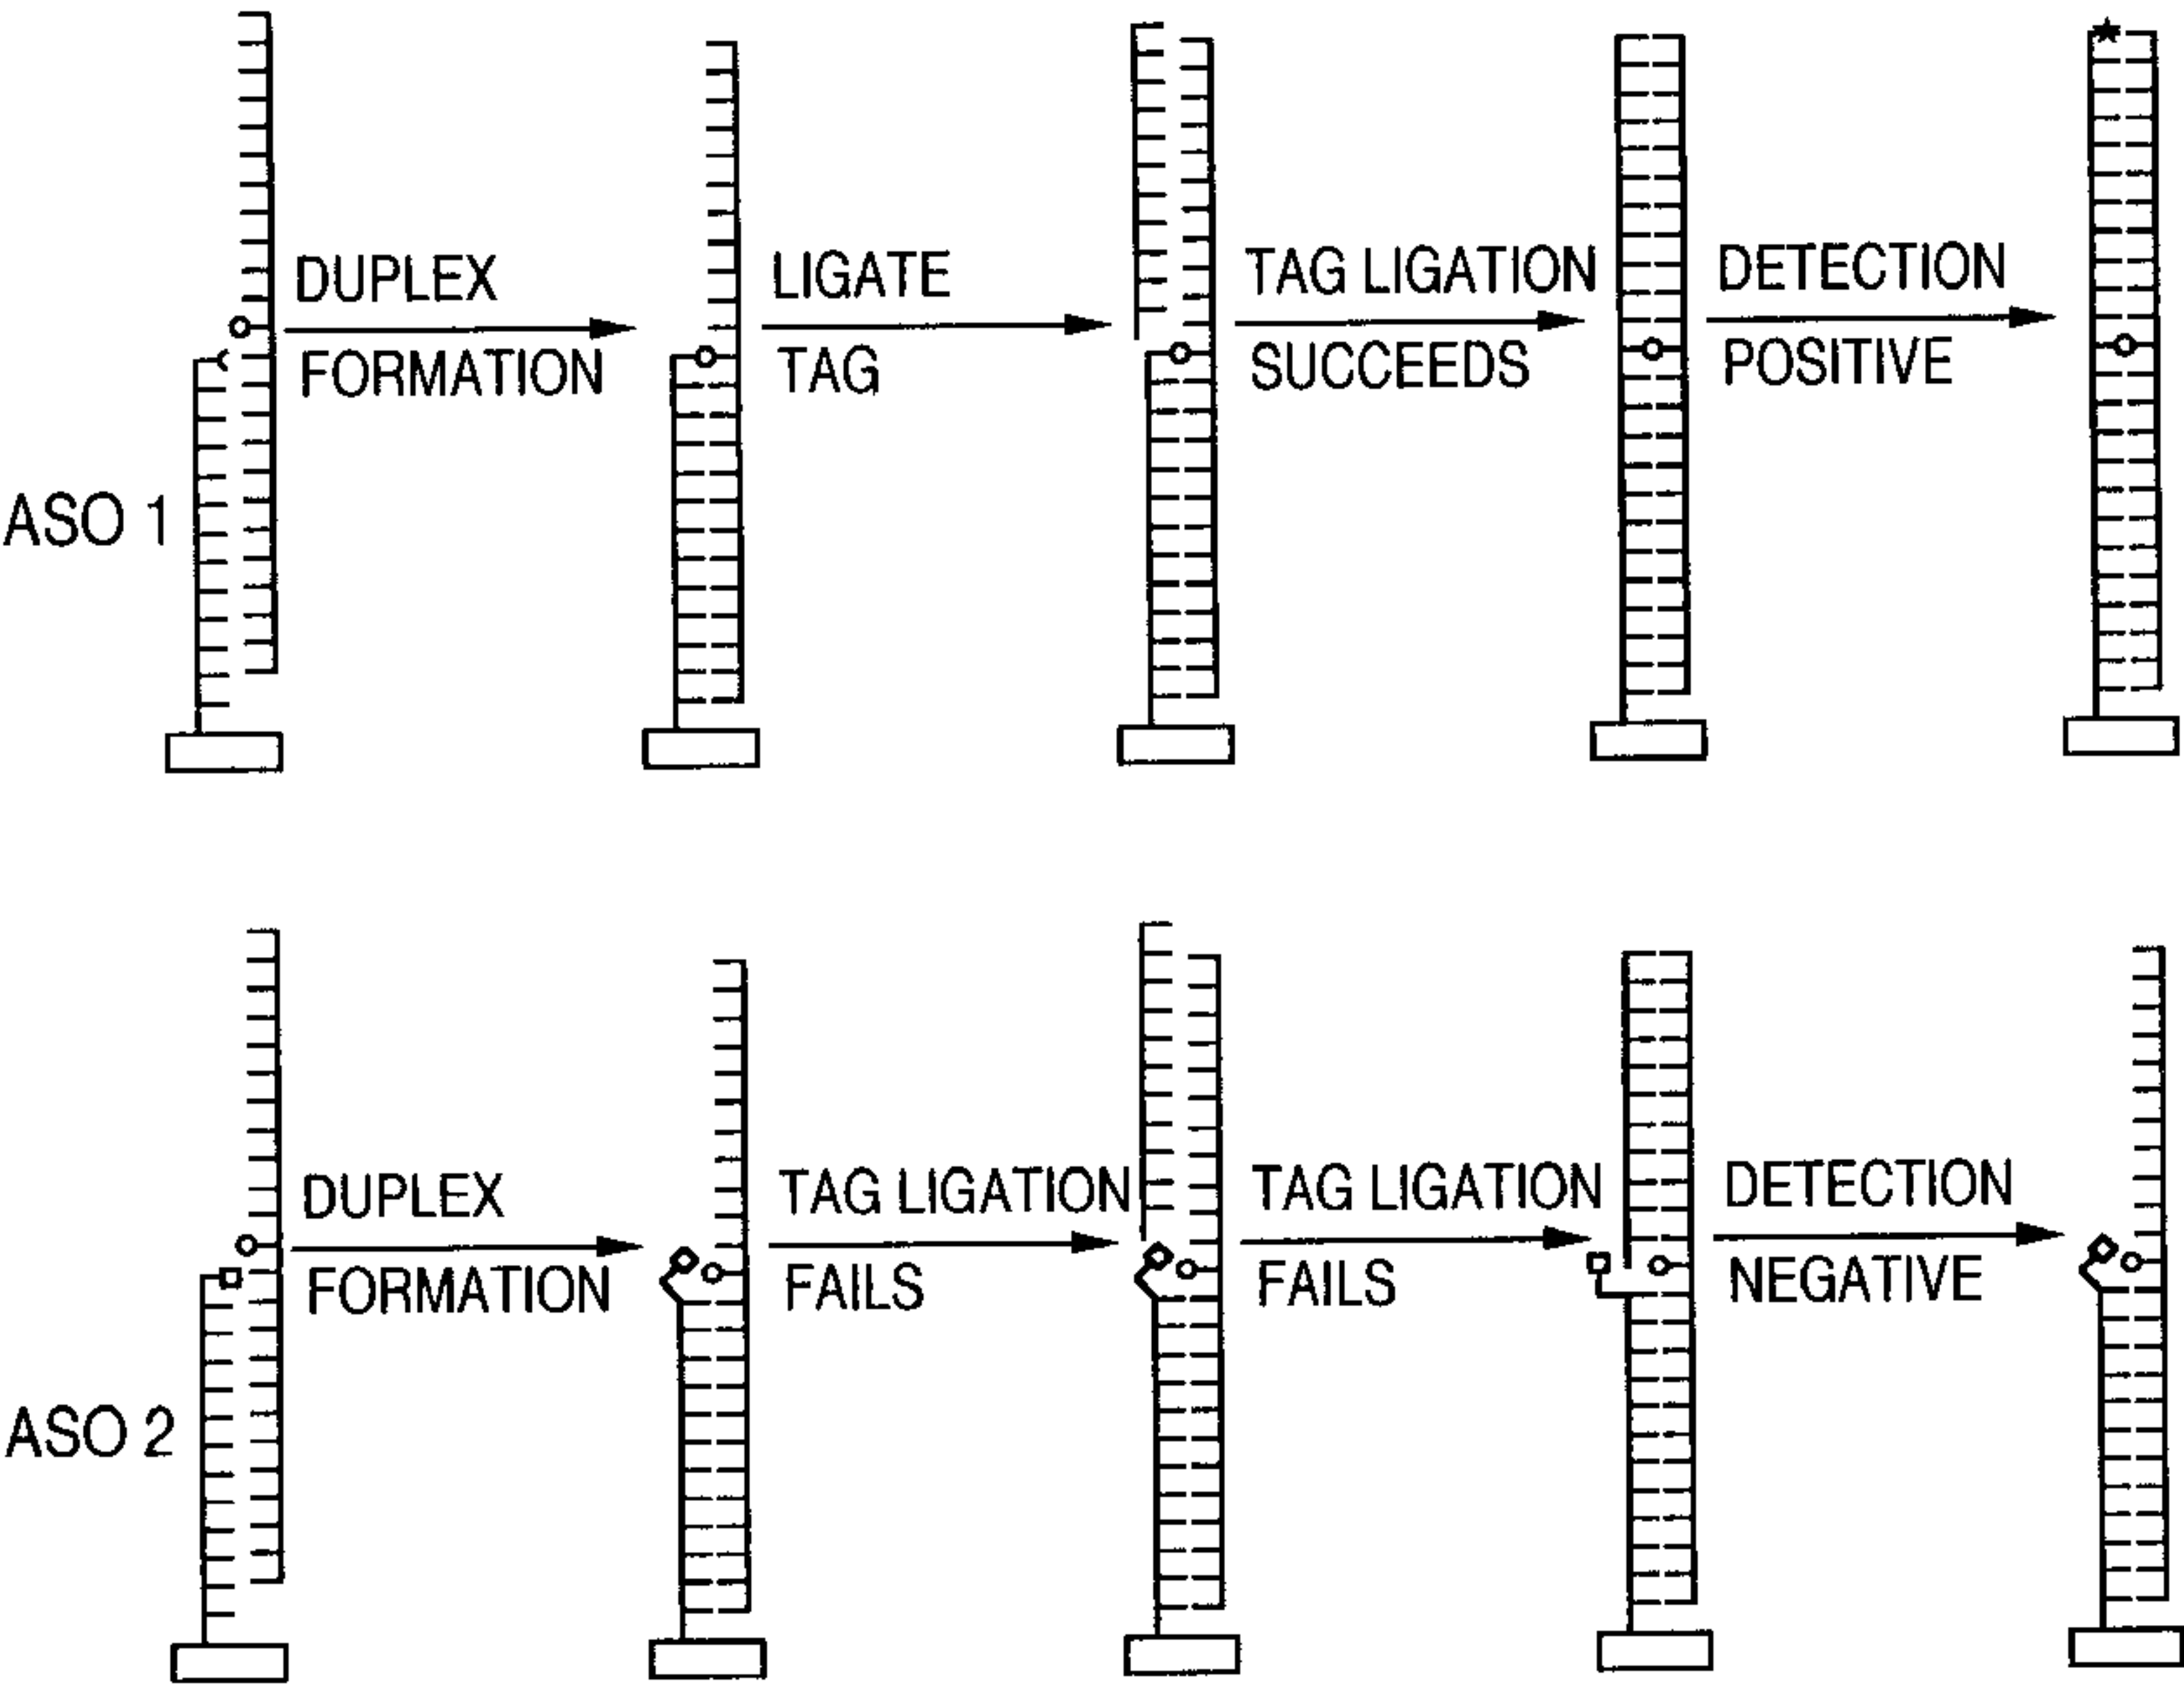 DUPLEX
FORMATION
LIGATE
TAG
TAG LIGATION
SUCCEEDS
DETECTION
POSITIVE
ASO 1
DUPLEX
FORMATION
TAG LIGATION
FAILS
TAG LIGATION
FAILS
DETECTION
NEGATIVE
ASO 2